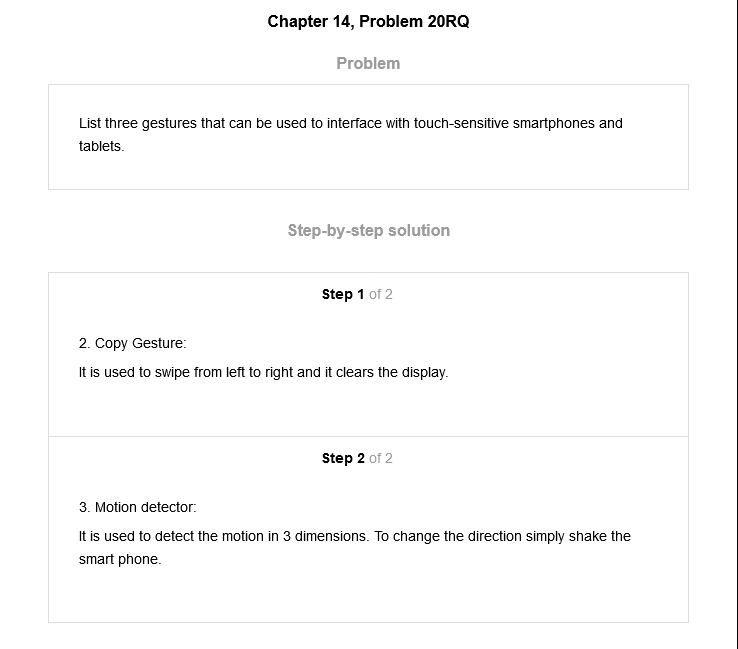 Chapter 14, Problem 20RQ
Problem
List three gestures that can be used to interface with touch-sensitive smartphones and
tablets.
Step-by-step solution
Step 1 of 2
2. Copy Gesture:
It is used to swipe from left to right and it clears the display.
Step 2 of 2
3. Motion detector:
It is used to detect the motion in 3 dimensions. To change the direction simply shake the
smart phone.